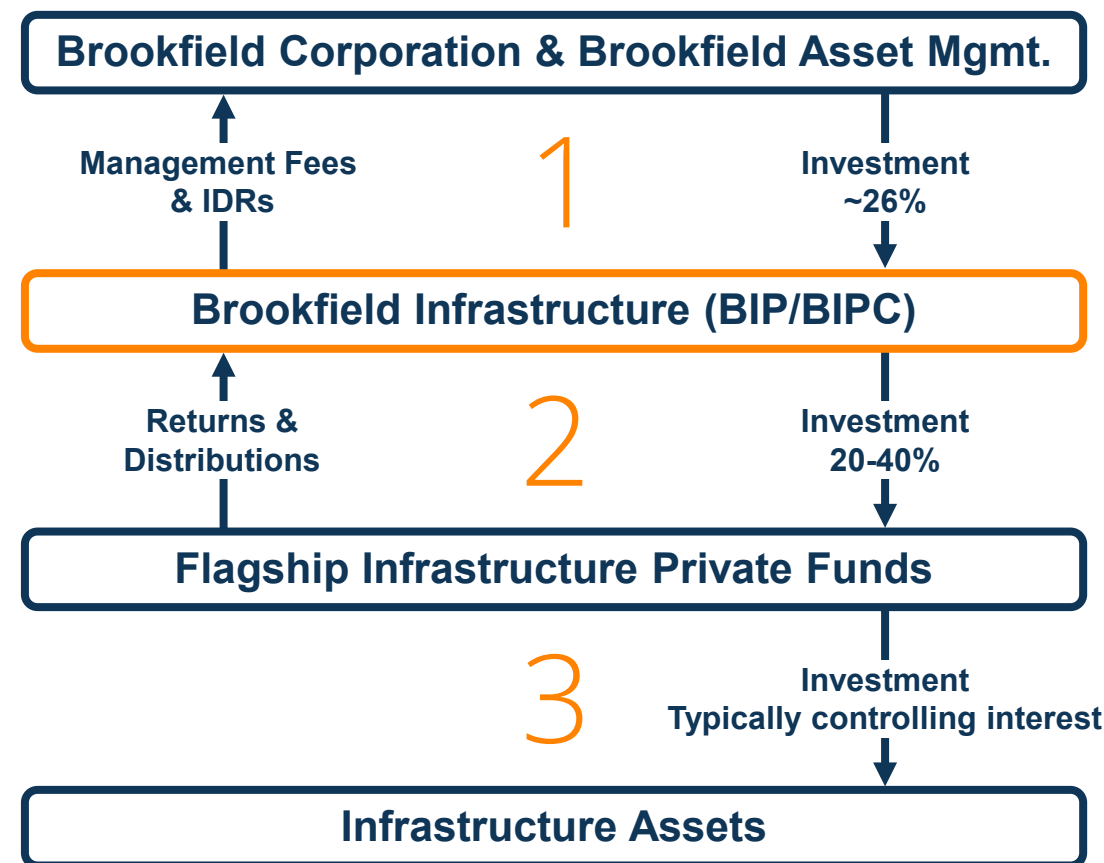 Brookfield Corporation & Brookfield Asset Mgmt.
Management Fees
& IDRs
1
Investment
~26%
Brookfield Infrastructure (BIP/BIPC)
Returns &
Distributions
2
Investment
20-40%
Flagship Infrastructure Private Funds
3
Investment
Typically controlling interest
Infrastructure Assets